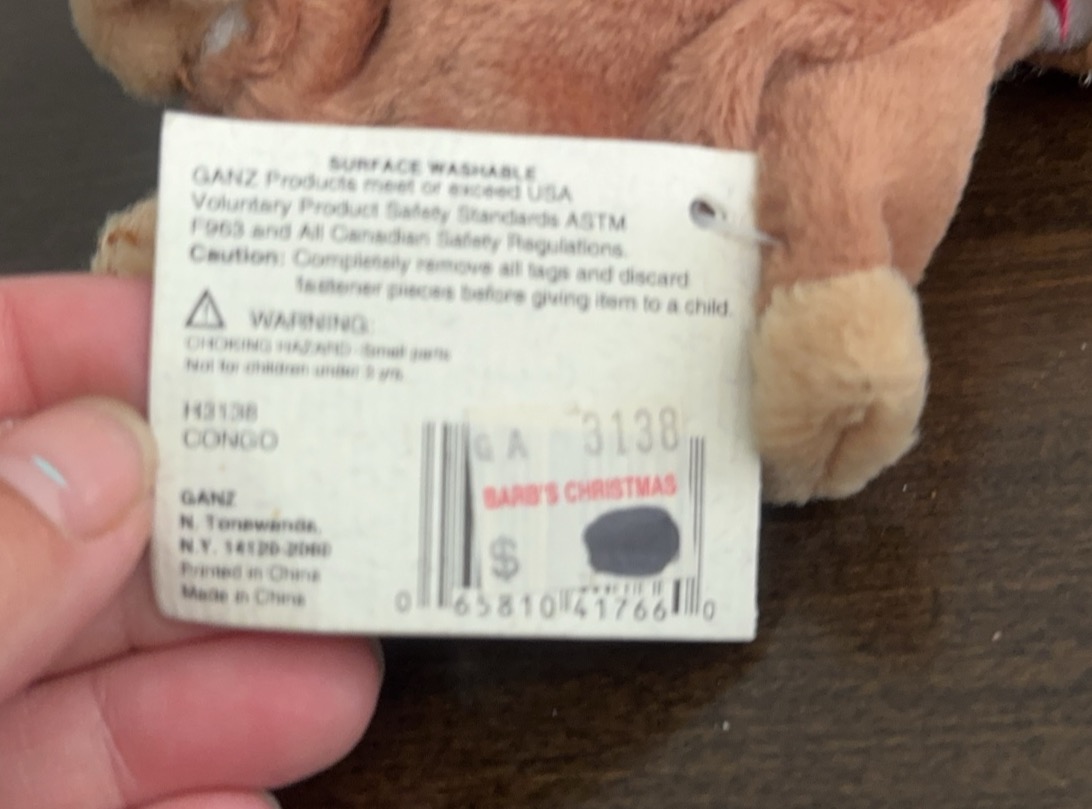 SURFACE WASHABLE
GANZ Products meet or exceed USA
Voluntary Product Safety Standards ASTM
F963 and All Canadian Safety Regulations.
Caution: Completely remove all tags and discard
fastener pieces before giving item to a child.
WARNING:
CHOKING HAZARD -Small parts
Not for children under 3 yrs.
H3138
CONGO
GANZ
N. Tonawanda,
N.Y. 14120-2060
Printed in China
Made in China
GA 3138
BARB'S CHRISTMAS
$
0 65810 41766 0